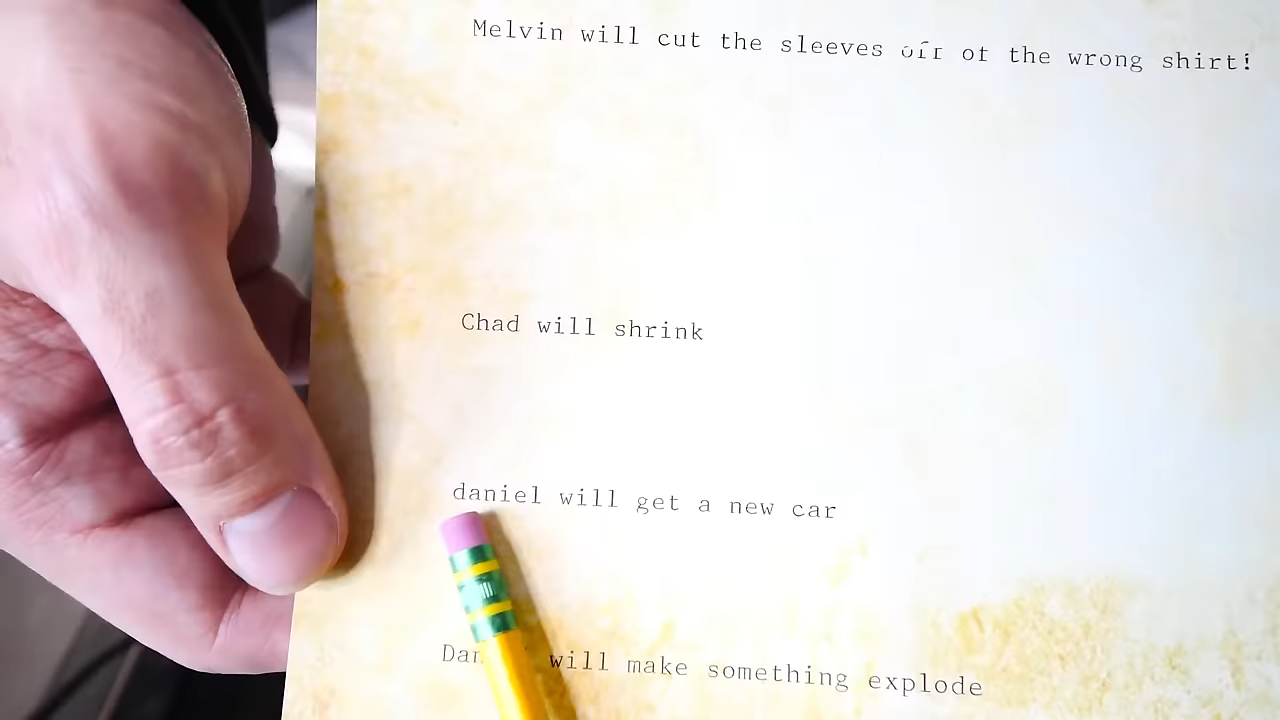 Melvin will cut the sleeves off of the wrong shirt!
Chad will shrink
daniel will get a new car
will make something explode